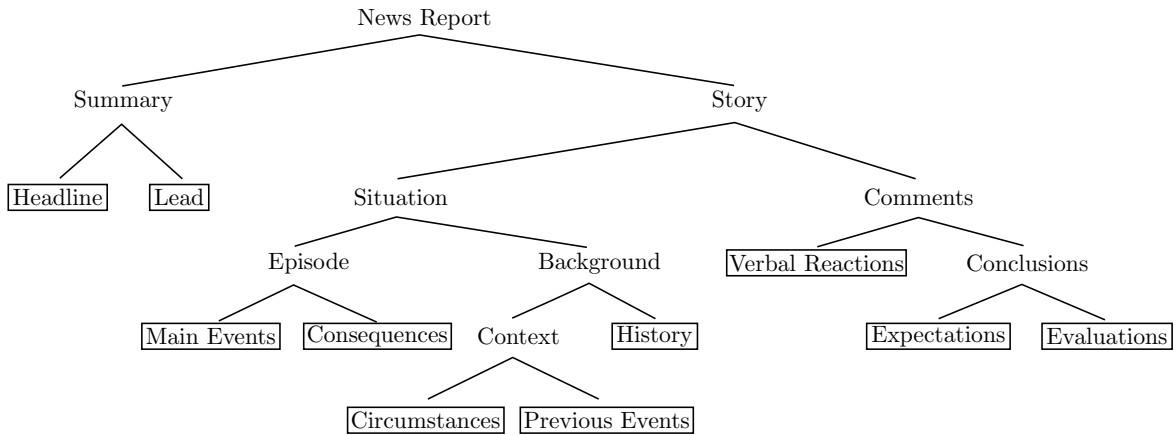 News Report
Summary Story
Headline Lead Situation Comments
Episode Background Verbal Reactions Conclusions
Main Events Consequences Context History Expectations Evaluations
Circumstances Previous Events